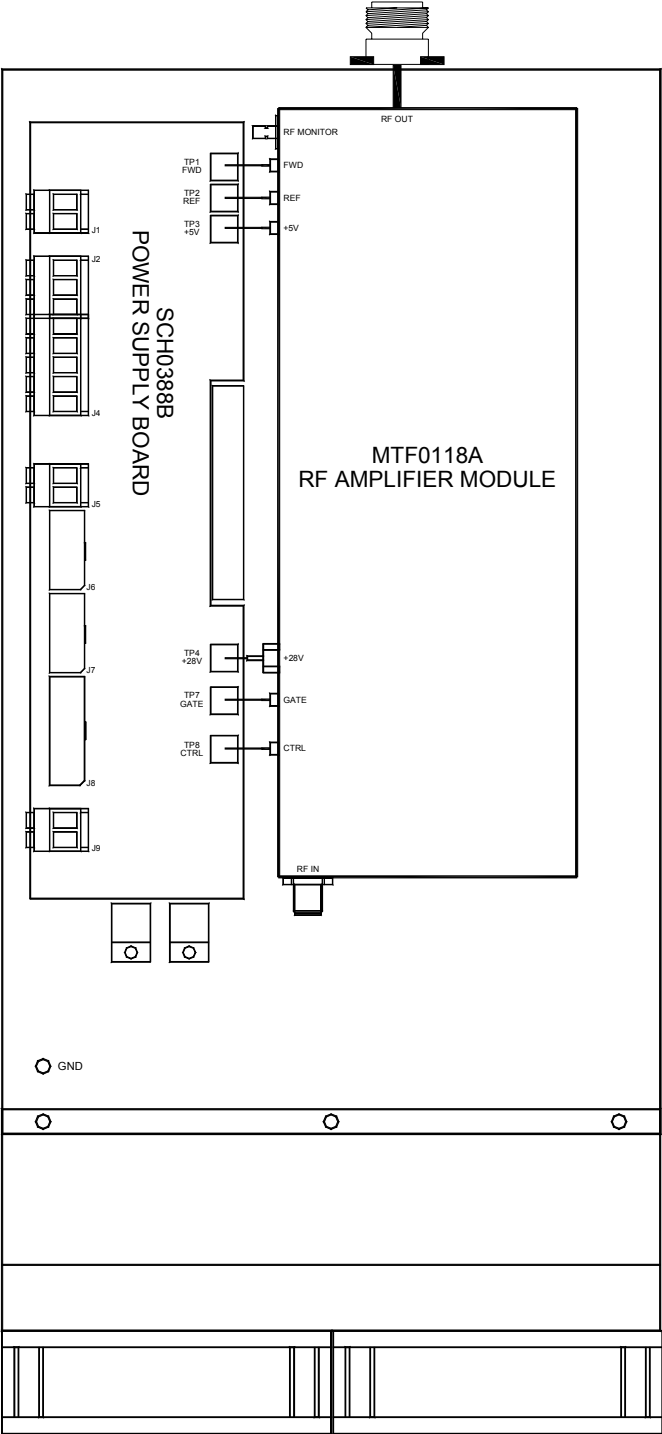 RF OUT
RF MONITOR
TP1
FWD
FWD
TP2
REF
REF
TP3
+5V
+5V
J1
J2
SCH0388B
POWER SUPPLY BOARD
J4
MTF0118A
RF AMPLIFIER MODULE
J5
J6
TP4
+28V
+28V
J7
TP7
GATE
GATE
TP8
CTRL
CTRL
J8
J9
RF IN
GND